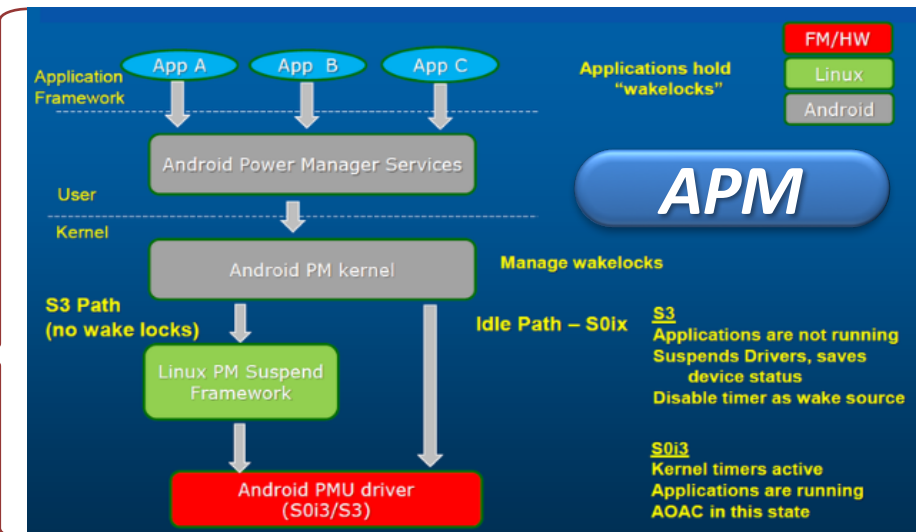 App A
App B
App C
Application
Framework
Applications hold
"wakelocks"
FM/HW
Linux
Android
Android Power Manager Services
APM
User
Kernel
Android PM kernel
Manage wakelocks
S3 Path
(no wake locks)
Idle Path – S0ix
S3
Applications are not running
Suspends Drivers, saves
device status
Disable timer as wake source
Linux PM Suspend
Framework
S0i3
Kernel timers active
Applications are running
AOAC in this state
Android PMU driver
(S0i3/S3)